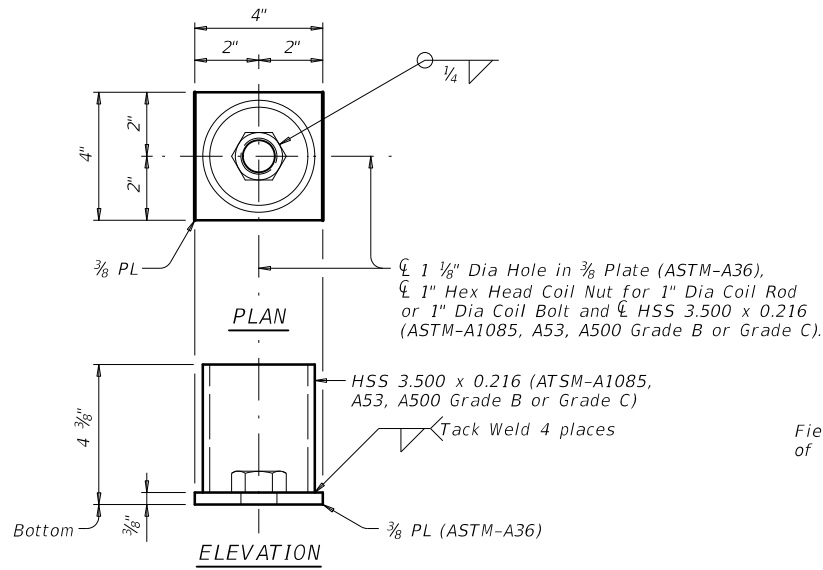 4"
2" 2"
1/4
4"
2"
2"
3/8 PL
℄ 1 1/8" Dia Hole in 3/8 Plate (ASTM-A36),
℄ 1" Hex Head Coil Nut for 1" Dia Coil Rod
or 1" Dia Coil Bolt and ℄ HSS 3.500 x 0.216
(ASTM-A1085, A53, A500 Grade B or Grade C).
PLAN
HSS 3.500 x 0.216 (ATSM-A1085,
A53, A500 Grade B or Grade C)
4 3/8"
Tack Weld 4 places
Fie
of
Bottom
3/8"
3/8 PL (ASTM-A36)
ELEVATION